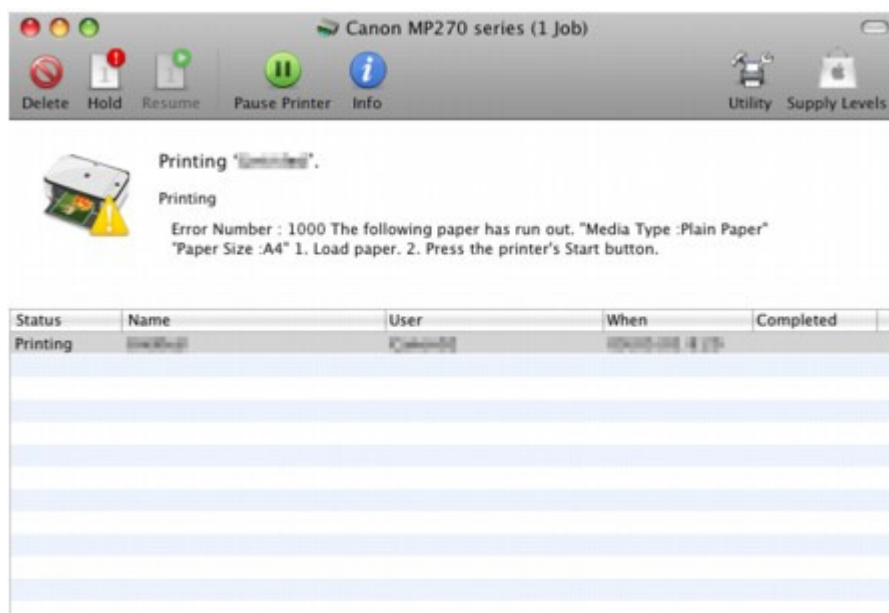 Canon MP270 series (1 Job)
Delete Hold Resume Pause Printer Info Utility Supply Levels
Printing "
Printing
Error Number : 1000 The following paper has run out. "Media Type :Plain Paper"
"Paper Size :A4" 1. Load paper. 2. Press the printer's Start button.
Status Name User When Completed
Printing